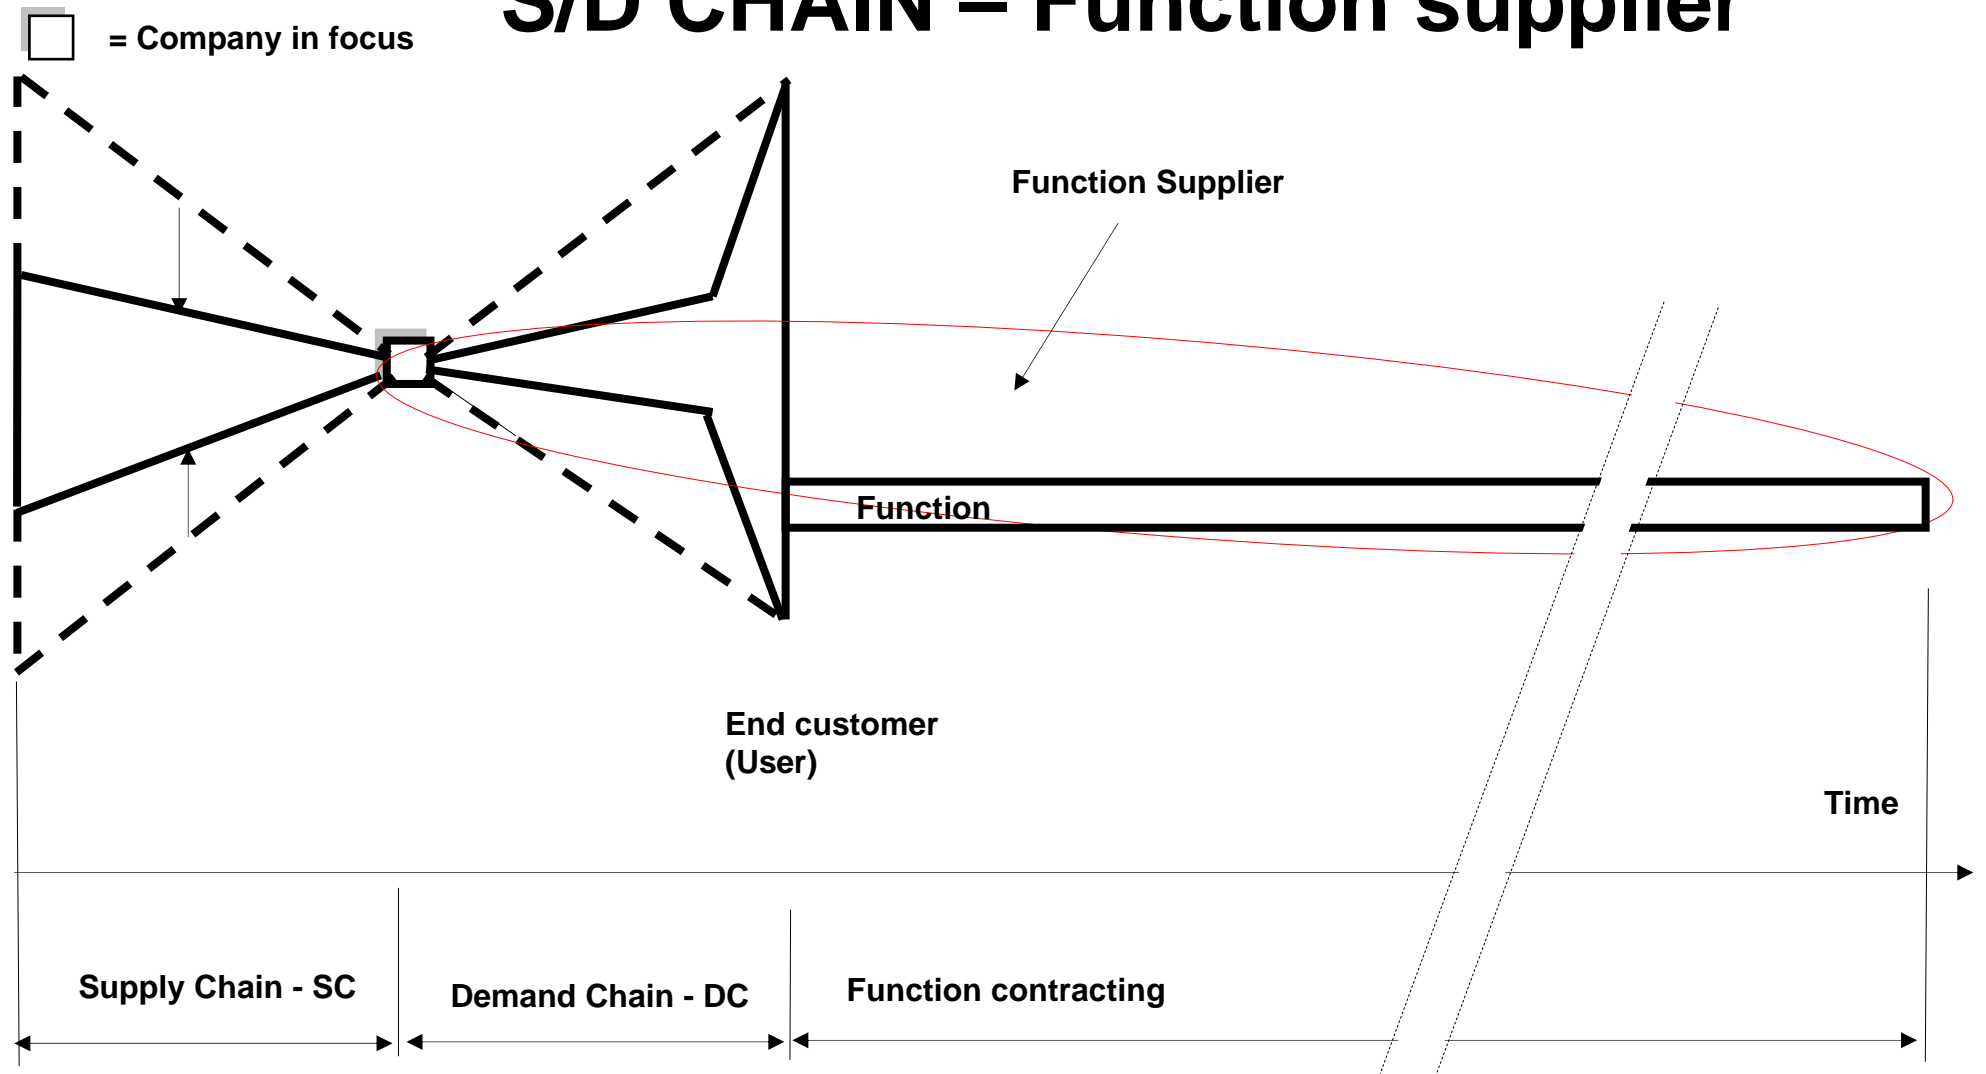 S/D CHAIN – Function supplier
= Company in focus
Function Supplier
Function
End customer
(User)
Time
Supply Chain - SC
Demand Chain - DC
Function contracting